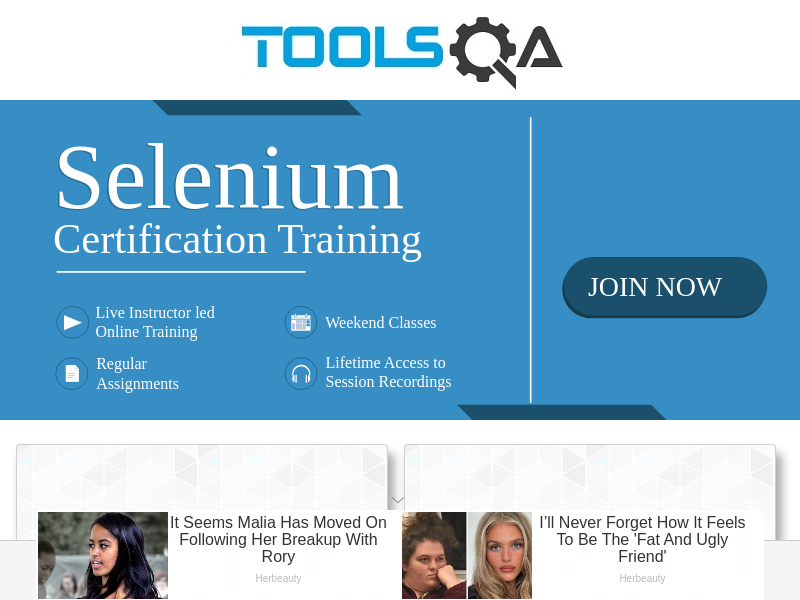 TOOLSQA
Selenium
Certification Training
JOIN NOW
Live Instructor led
Online Training
Weekend Classes
Regular
Assignments
Lifetime Access to
Session Recordings
It Seems Malia Has Moved On
Following Her Breakup With
Rory
Herbeauty
I’ll Never Forget How It Feels
To Be The 'Fat And Ugly
Friend'
Herbeauty